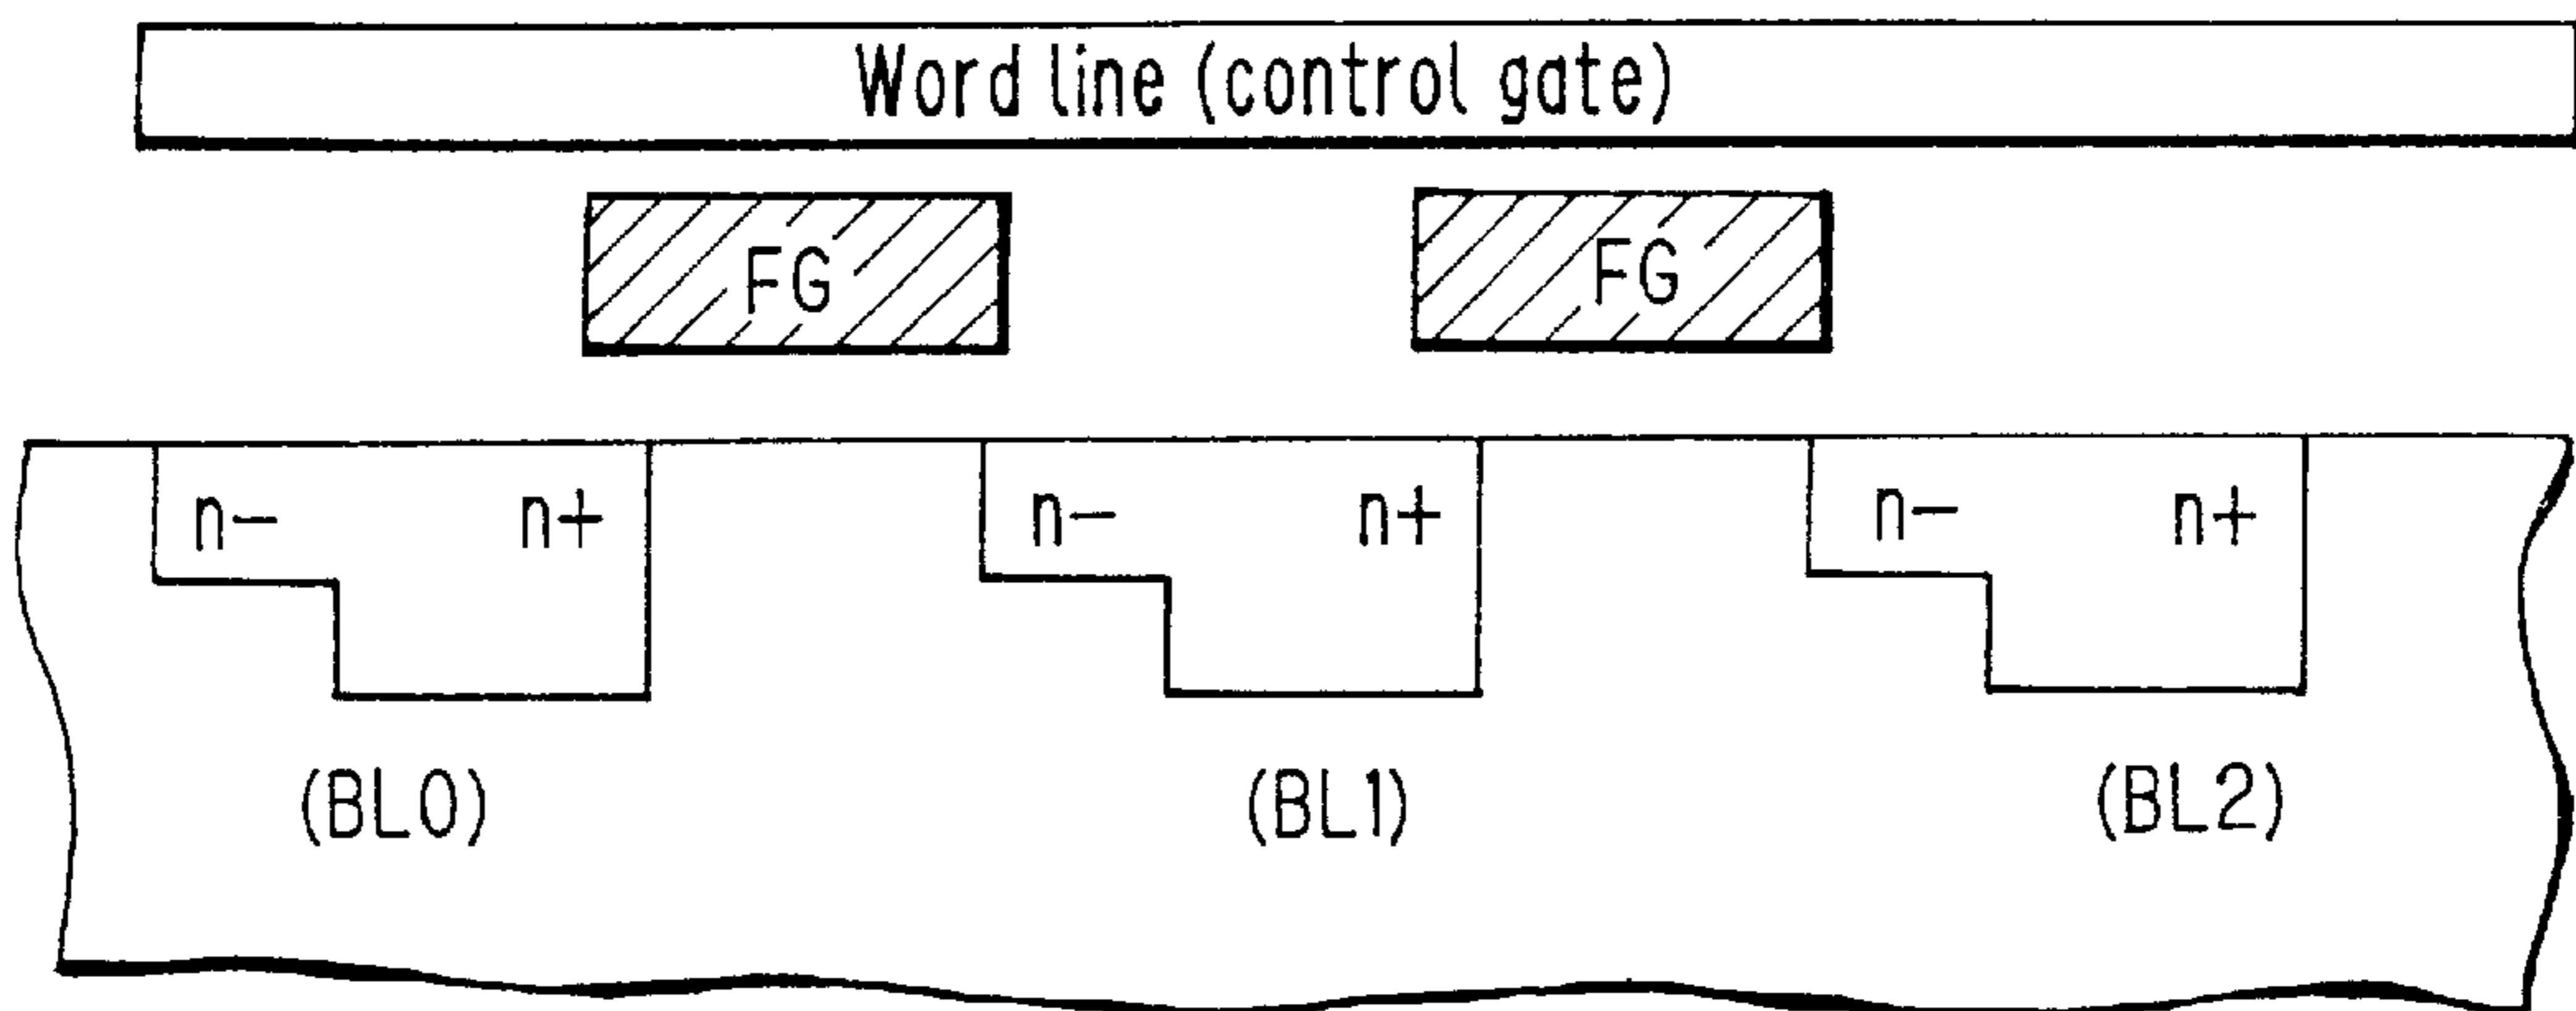 Word line (control gate)
FG FG
n- n+ n- n+ n- n+
(BL0) (BL1) (BL2)